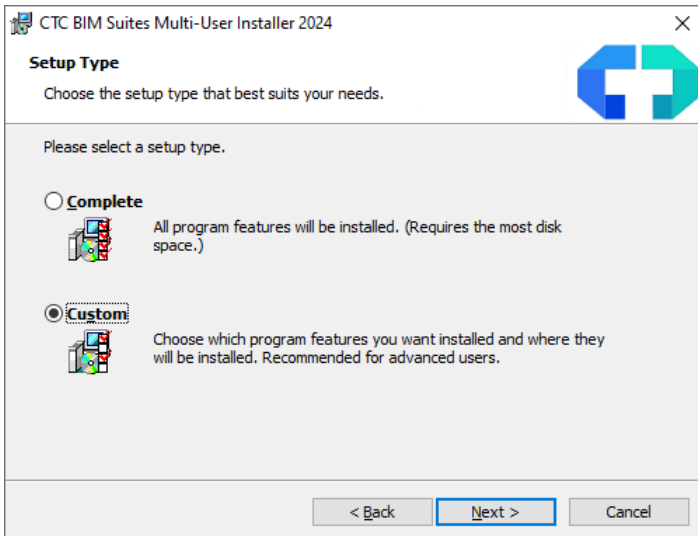 CTC BIM Suites Multi-User Installer 2024
Setup Type
Choose the setup type that best suits your needs.
Please select a setup type.
Complete
All program features will be installed. (Requires the most disk
space.)
Custom
Choose which program features you want installed and where they
will be installed. Recommended for advanced users.
< Back
Next >
Cancel